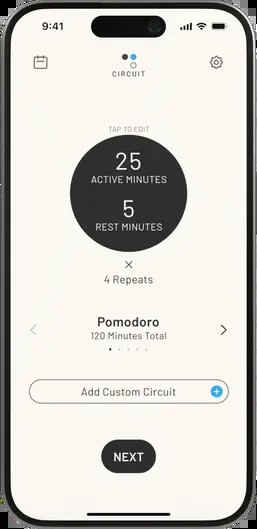 9:41
CIRCUIT
TAP TO EDIT
25
ACTIVE MINUTES
5
REST MINUTES
×
4 Repeats
Pomodoro
120 Minutes Total
Add Custom Circuit
NEXT